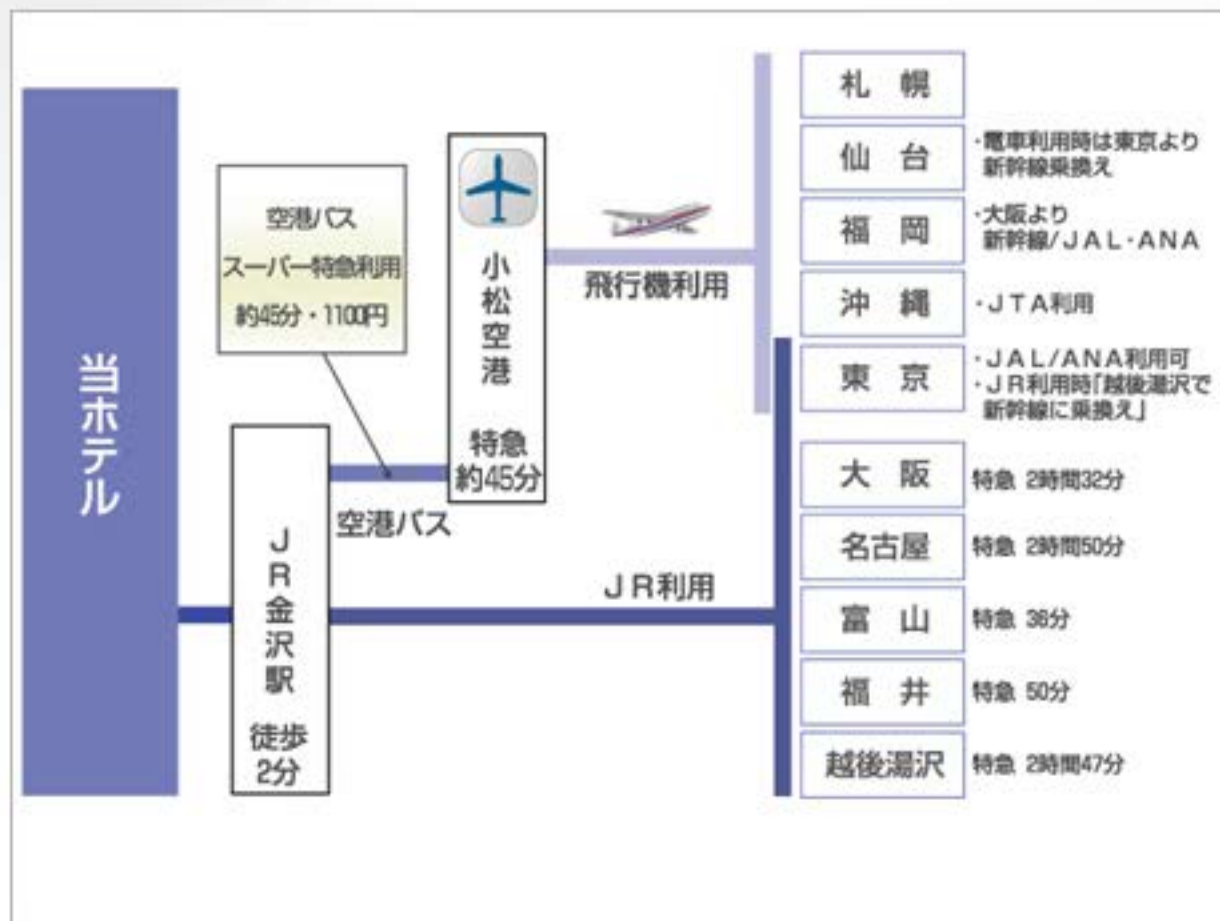 当ホテル
空港バス
スーパー特急利用
約45分・1100円
小松空港
特急
約45分
飛行機利用
空港バス
JR金沢駅
徒歩
2分
JR利用
札幌
仙台
・電車利用時は東京より
新幹線乗換え
福岡
・大阪より
新幹線/JAL・ANA
沖縄
・JTA利用
東京
・JAL/ANA利用可
・JR利用時「越後湯沢で
新幹線に乗換え」
大阪
特急 2時間32分
名古屋
特急 2時間50分
富山
特急 36分
福井
特急 50分
越後湯沢
特急 2時間47分